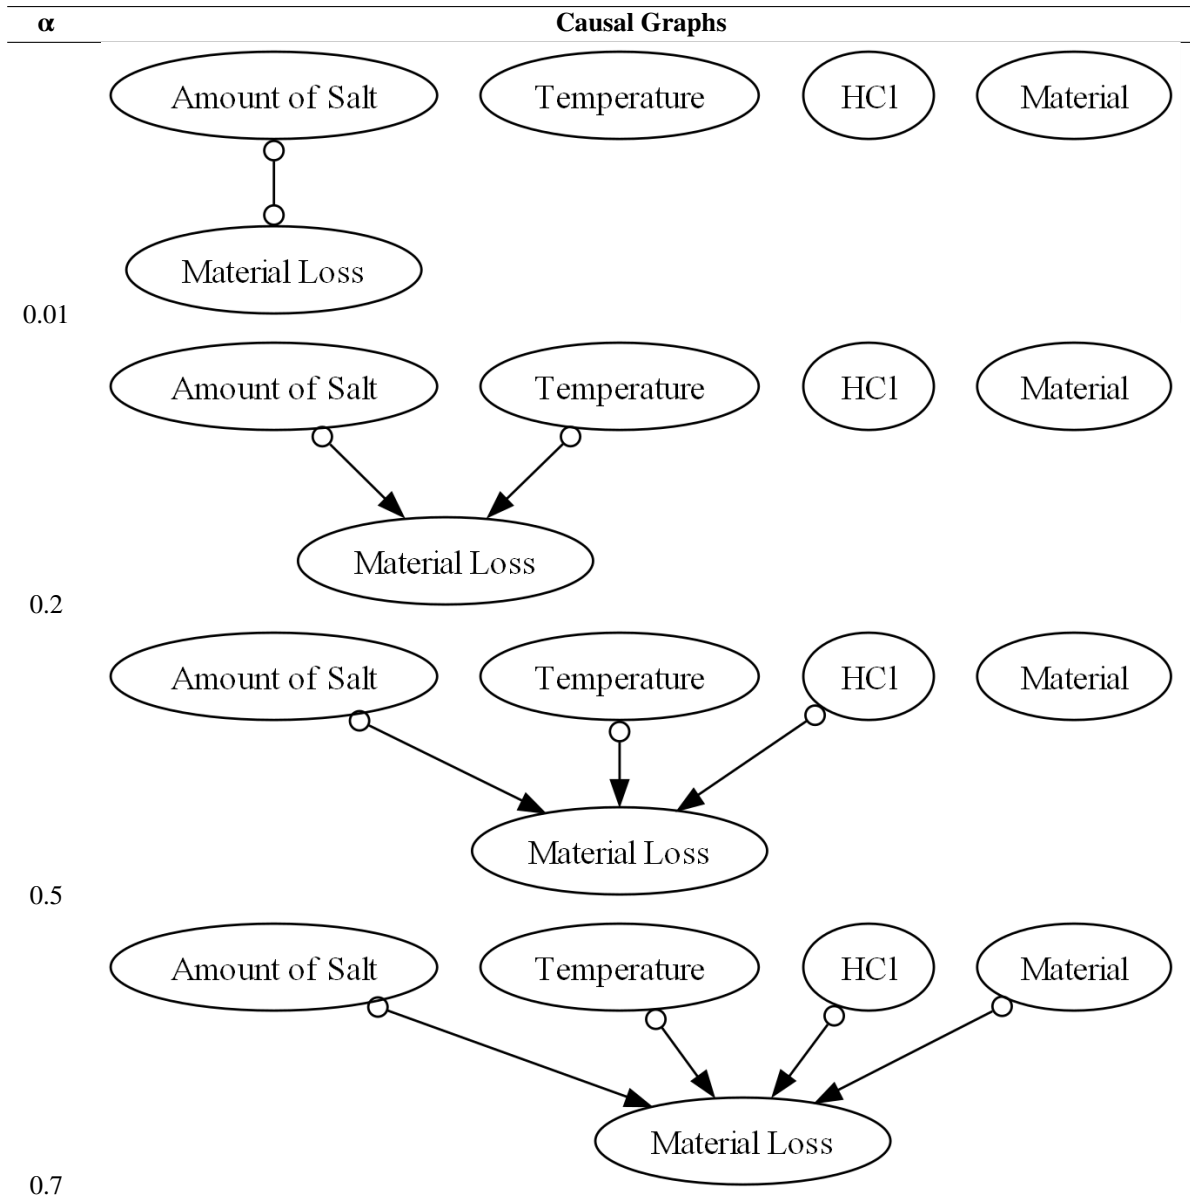 α Causal Graphs
Amount of Salt Temperature HCl Material
Material Loss
0.01
Amount of Salt Temperature HCl Material
Material Loss
0.2
Amount of Salt Temperature HCl Material
Material Loss
0.5
Amount of Salt Temperature HCl Material
Material Loss
0.7